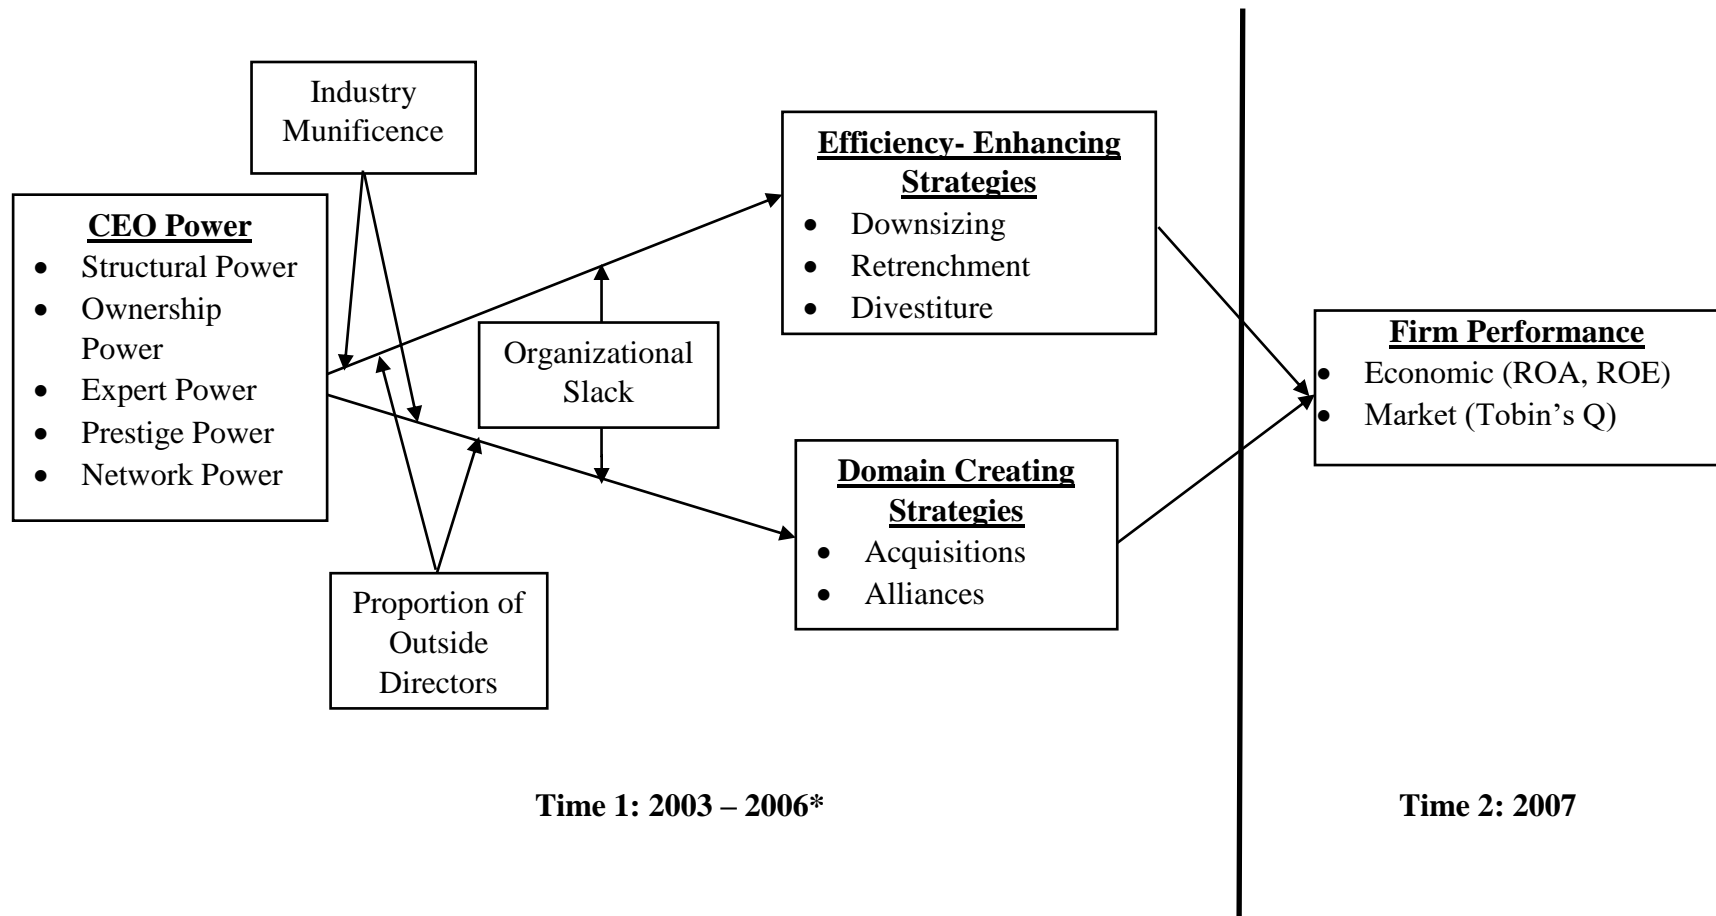 Industry
Munificence
CEO Power
• Structural Power
• Ownership
Power
• Expert Power
• Prestige Power
• Network Power
Efficiency- Enhancing
Strategies
• Downsizing
• Retrenchment
• Divestiture
Organizational
Slack
Domain Creating
Strategies
• Acquisitions
• Alliances
Proportion of
Outside
Directors
Firm Performance
• Economic (ROA, ROE)
• Market (Tobin’s Q)
Time 1: 2003 – 2006*
Time 2: 2007